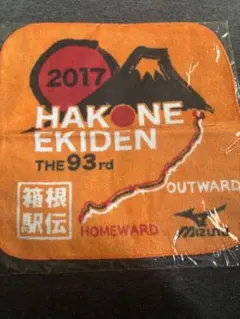 2017
HAKONE
EKIDEN
THE 93rd
OUTWARD
箱根
駅伝
HOMEWARD
MIZUNO